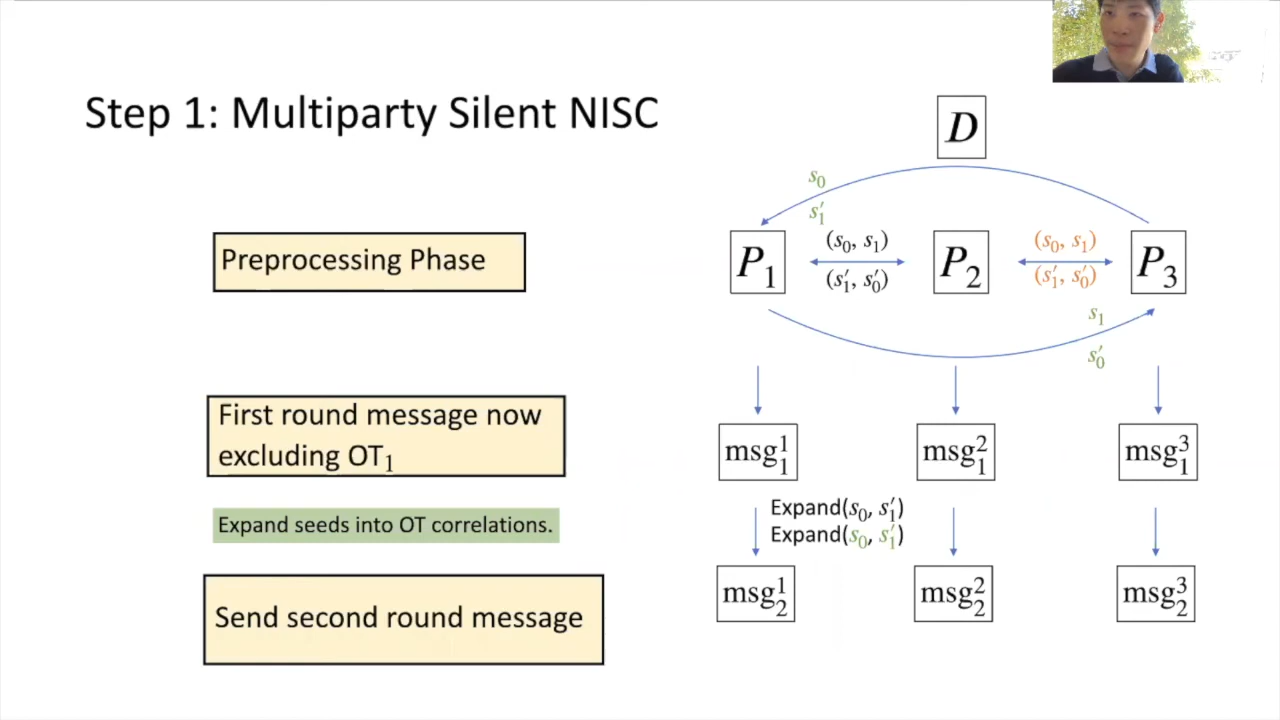 Step 1: Multiparty Silent NISC
D
s₀
s′₁
Preprocessing Phase
P₁
(s₀, s₁)
(s′₁, s′₀)
P₂
(s₀, s₁)
(s′₁, s′₀)
P₃
s₁
s′₀
First round message now
excluding OT₁
msg¹₁
msg²₁
msg³₁
Expand seeds into OT correlations.
Expand(s₀, s′₁)
Expand(s₀, s′₁)
Send second round message
msg¹₂
msg²₂
msg³₂